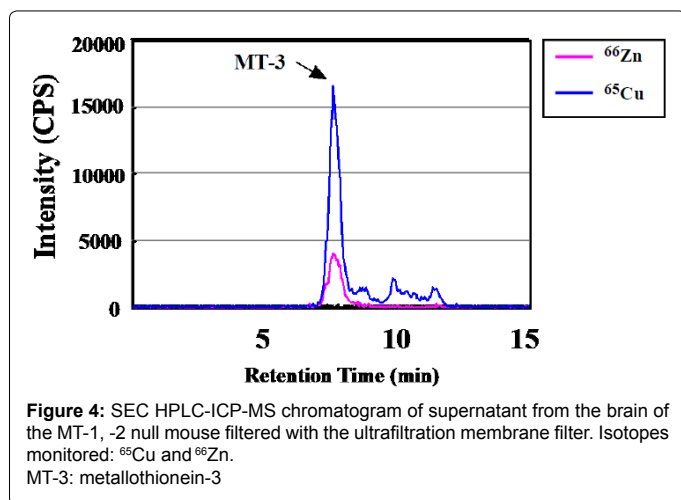 20000
15000
10000
5000
0
Intensity (CPS)
MT-3
⁶⁶Zn
⁶⁵Cu
5
10
15
Retention Time (min)
Figure 4: SEC HPLC-ICP-MS chromatogram of supernatant from the brain of
the MT-1, -2 null mouse filtered with the ultrafiltration membrane filter. Isotopes
monitored: ⁶⁵Cu and ⁶⁶Zn.
MT-3: metallothionein-3